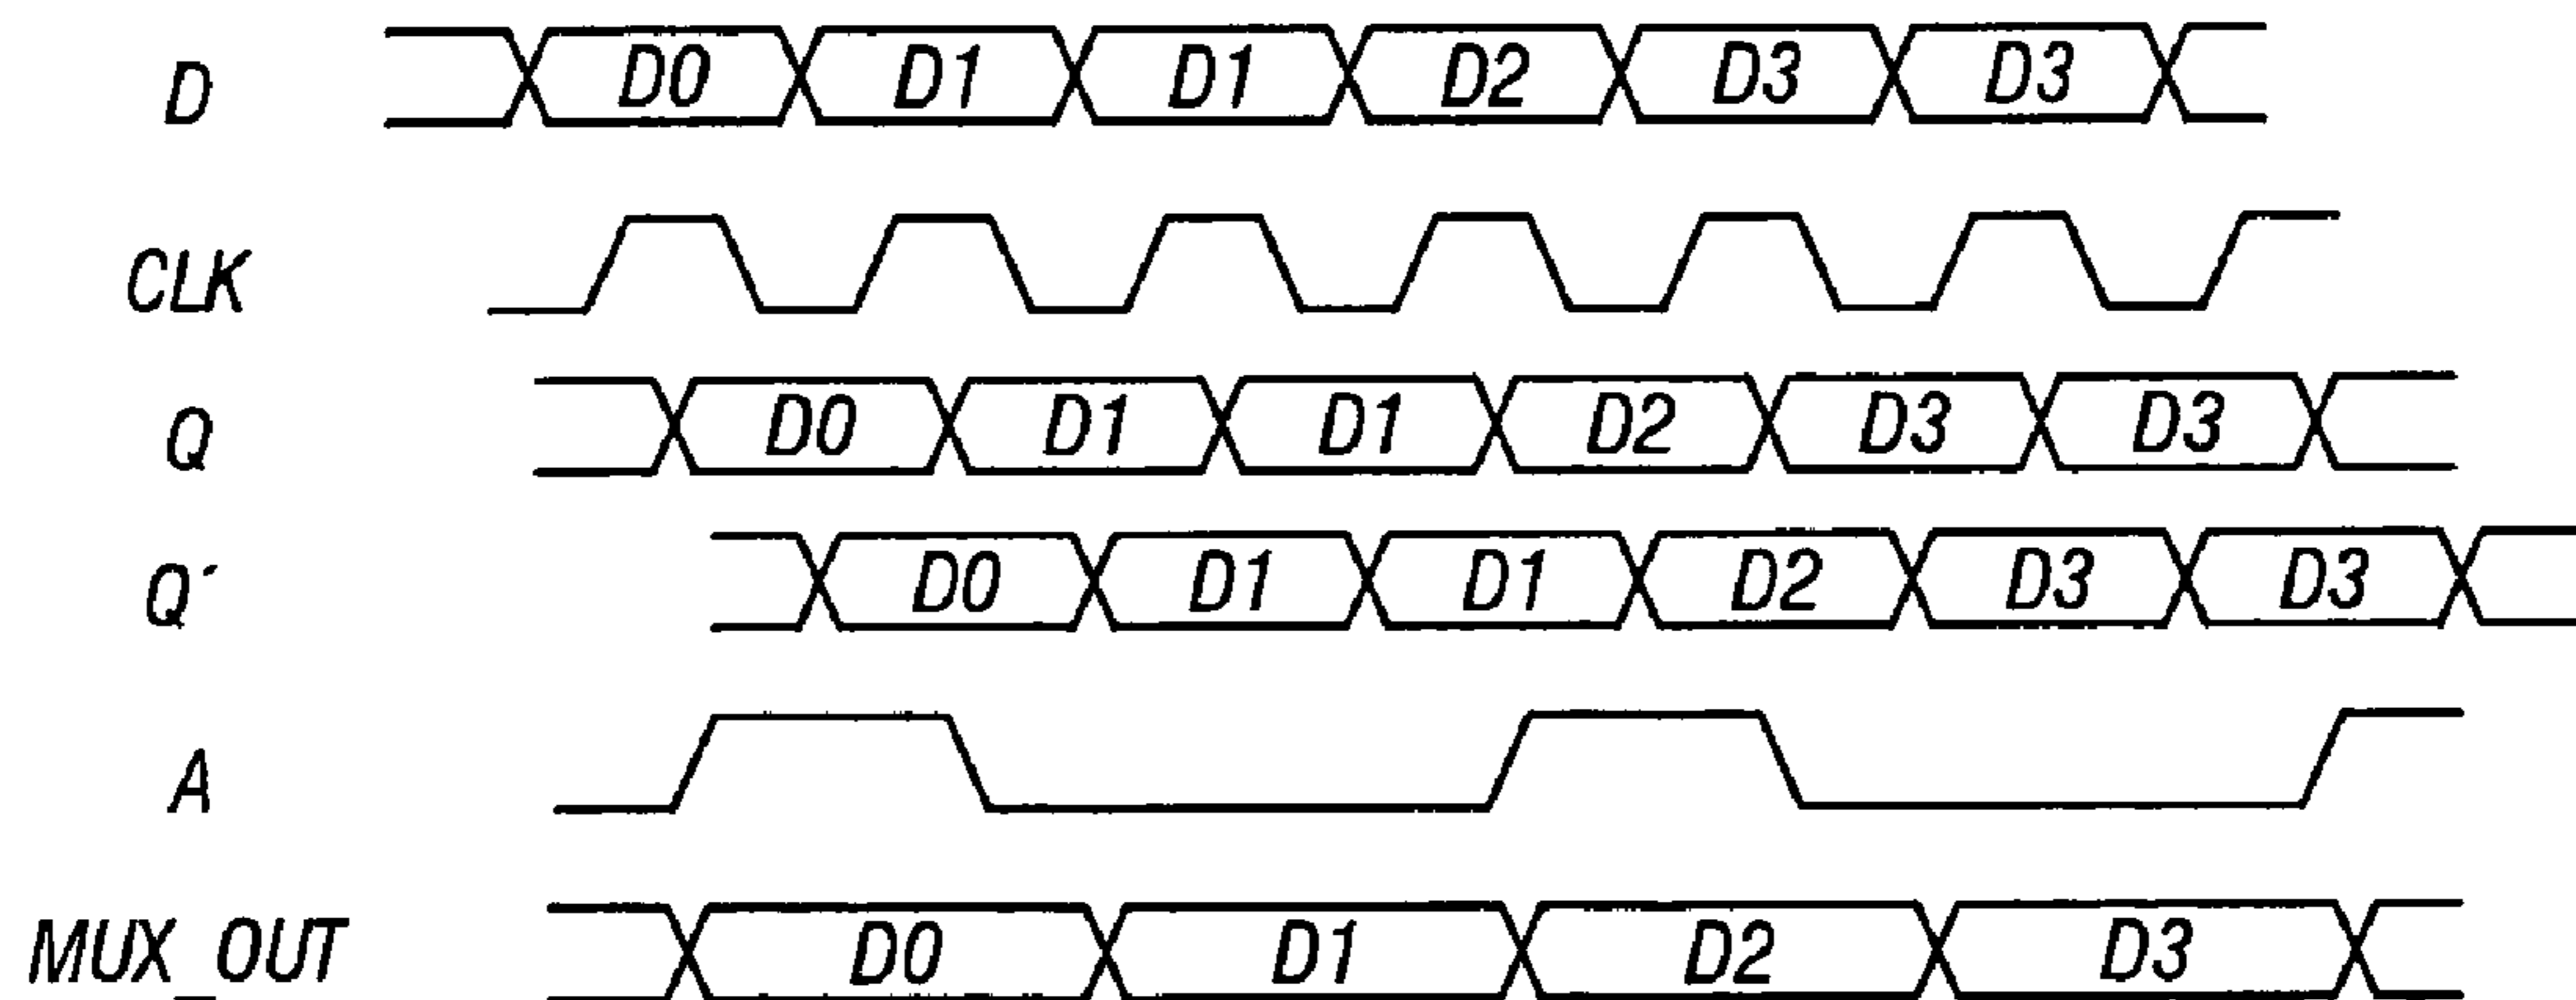 D D0 D1 D1 D2 D3 D3
CLK
Q D0 D1 D1 D2 D3 D3
Q´ D0 D1 D1 D2 D3 D3
A
MUX_OUT D0 D1 D2 D3